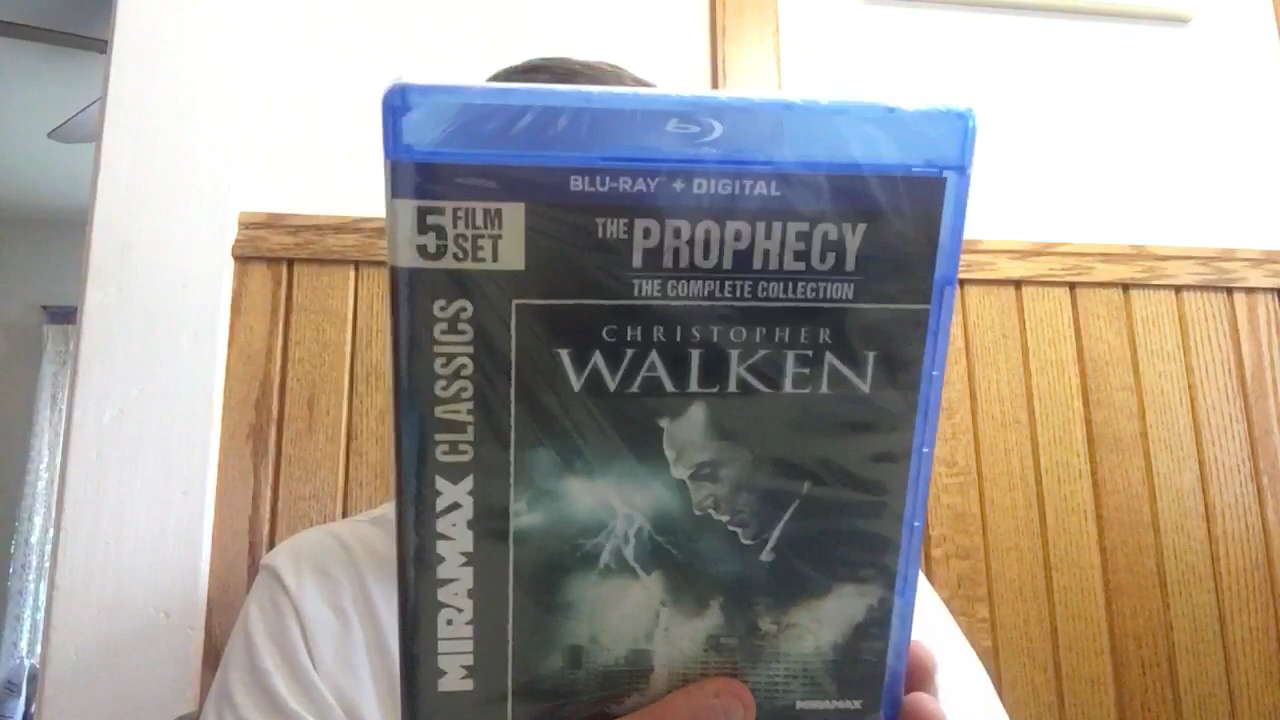 BLU-RAY + DIGITAL
5 FILM
SET
THE PROPHECY
THE COMPLETE COLLECTION
MIRAMAX CLASSICS
CHRISTOPHER
WALKEN
MIRAMAX